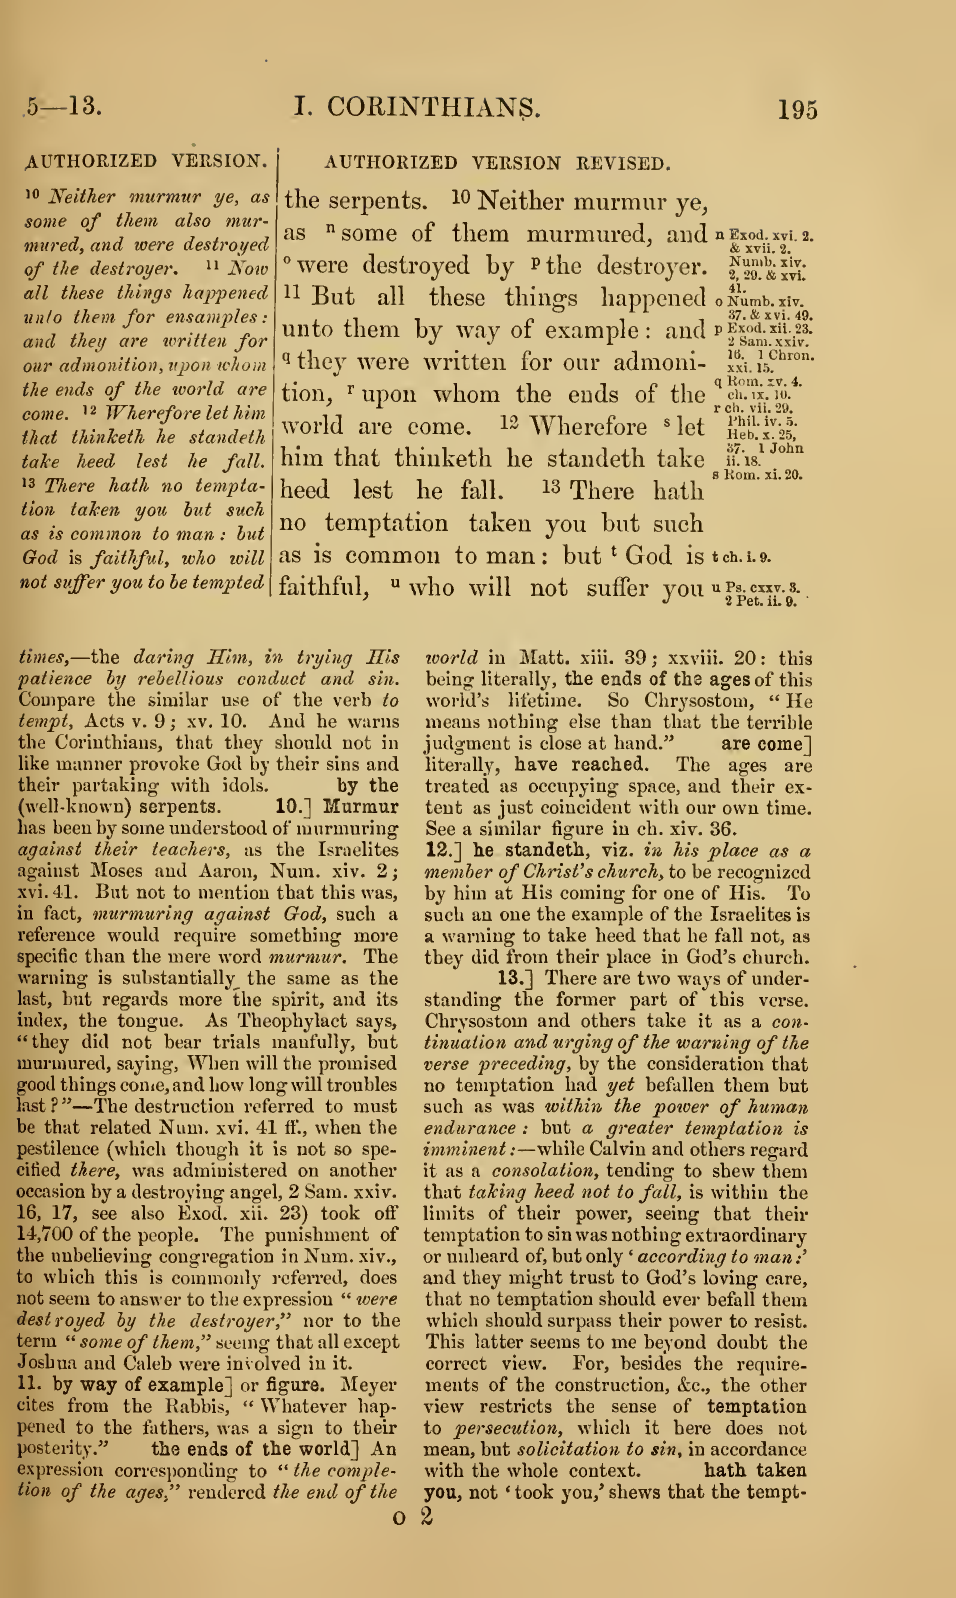 5—13.
I. CORINTHIANS.
195
AUTHORIZED VERSION.
10 Neither murmur ye, as
some of them also mur-
mured, and were destroyed
of the destroyer. 11 Now
all these things happened
unto them for ensamples:
and they are written for
our admonition, upon whom
the ends of the world are
come. 12 Wherefore let him
that thinketh he standeth
take heed lest he fall.
13 There hath no tempta-
tion taken you but such
as is common to man: but
God is faithful, who will
not suffer you to be tempted
AUTHORIZED VERSION REVISED.
the serpents. 10 Neither murmur ye,
as n some of them murmured, and
o were destroyed by p the destroyer.
11 But all these things happened
unto them by way of example: and
q they were written for our admoni-
tion, r upon whom the ends of the
world are come. 12 Wherefore s let
him that thinketh he standeth take
heed lest he fall. 13 There hath
no temptation taken you but such
as is common to man: but t God is
faithful, u who will not suffer you
n Exod. xvi. 2.
& xvii. 2.
Numb. xiv.
2, 29. & xvi.
41.
o Numb. xiv.
37. & xvi. 49.
p Exod. xii. 23.
2 Sam. xxiv.
16. 1 Chron.
xxi. 15.
q Rom. xv. 4.
ch. ix. 10.
r ch. vii. 29.
Phil. iv. 5.
Heb. x. 25,
37. 1 John
ii. 18.
s Rom. xi. 20.
t ch. i. 9.
u Ps. cxxv. 3.
2 Pet. ii. 9.
times,—the daring Him, in trying His
patience by rebellious conduct and sin.
Compare the similar use of the verb to
tempt, Acts v. 9; xv. 10. And he warns
the Corinthians, that they should not in
like manner provoke God by their sins and
their partaking with idols. by the
(well-known) serpents. 10.] Murmur
has been by some understood of murmuring
against their teachers, as the Israelites
against Moses and Aaron, Num. xiv. 2;
xvi. 41. But not to mention that this was,
in fact, murmuring against God, such a
reference would require something more
specific than the mere word murmur. The
warning is substantially the same as the
last, but regards more the spirit, and its
index, the tongue. As Theophylact says,
“they did not bear trials manfully, but
murmured, saying, When will the promised
good things come, and how long will troubles
last?”—The destruction referred to must
be that related Num. xvi. 41 ff., when the
pestilence (which though it is not so spe-
cified there, was administered on another
occasion by a destroying angel, 2 Sam. xxiv.
16, 17, see also Exod. xii. 23) took off
14,700 of the people. The punishment of
the unbelieving congregation in Num. xiv.,
to which this is commonly referred, does
not seem to answer to the expression “were
destroyed by the destroyer,” nor to the
term “some of them,” seeing that all except
Joshua and Caleb were involved in it.
11. by way of example] or figure. Meyer
cites from the Rabbis, “Whatever hap-
pened to the fathers, was a sign to their
posterity.” the ends of the world] An
expression corresponding to “the comple-
tion of the ages,” rendered the end of the
world in Matt. xiii. 39; xxviii. 20: this
being literally, the ends of the ages of this
world's lifetime. So Chrysostom, “He
means nothing else than that the terrible
judgment is close at hand.” are come]
literally, have reached. The ages are
treated as occupying space, and their ex-
tent as just coincident with our own time.
See a similar figure in ch. xiv. 36.
12.] he standeth, viz. in his place as a
member of Christ's church, to be recognized
by him at His coming for one of His. To
such an one the example of the Israelites is
a warning to take heed that he fall not, as
they did from their place in God's church.
13.] There are two ways of under-
standing the former part of this verse.
Chrysostom and others take it as a con-
tinuation and urging of the warning of the
verse preceding, by the consideration that
no temptation had yet befallen them but
such as was within the power of human
endurance: but a greater temptation is
imminent:—while Calvin and others regard
it as a consolation, tending to shew them
that taking heed not to fall, is within the
limits of their power, seeing that their
temptation to sin was nothing extraordinary
or unheard of, but only ‘according to man:’
and they might trust to God's loving care,
that no temptation should ever befall them
which should surpass their power to resist.
This latter seems to me beyond doubt the
correct view. For, besides the require-
ments of the construction, &c., the other
view restricts the sense of temptation
to persecution, which it here does not
mean, but solicitation to sin, in accordance
with the whole context. hath taken
you, not ‘took you,’ shews that the tempt-
O 2